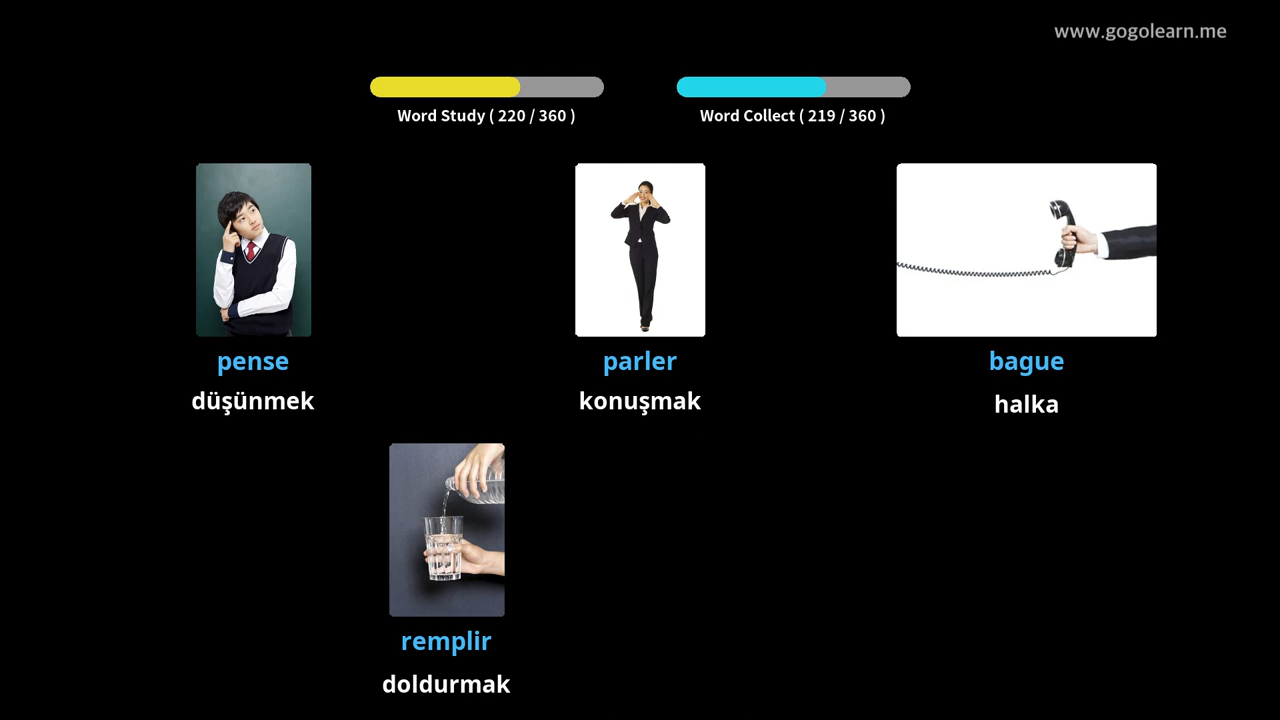 www.gogolearn.me
Word Study ( 220 / 360 )
Word Collect ( 219 / 360 )
pense
düşünmek
parler
konuşmak
bague
halka
remplir
doldurmak